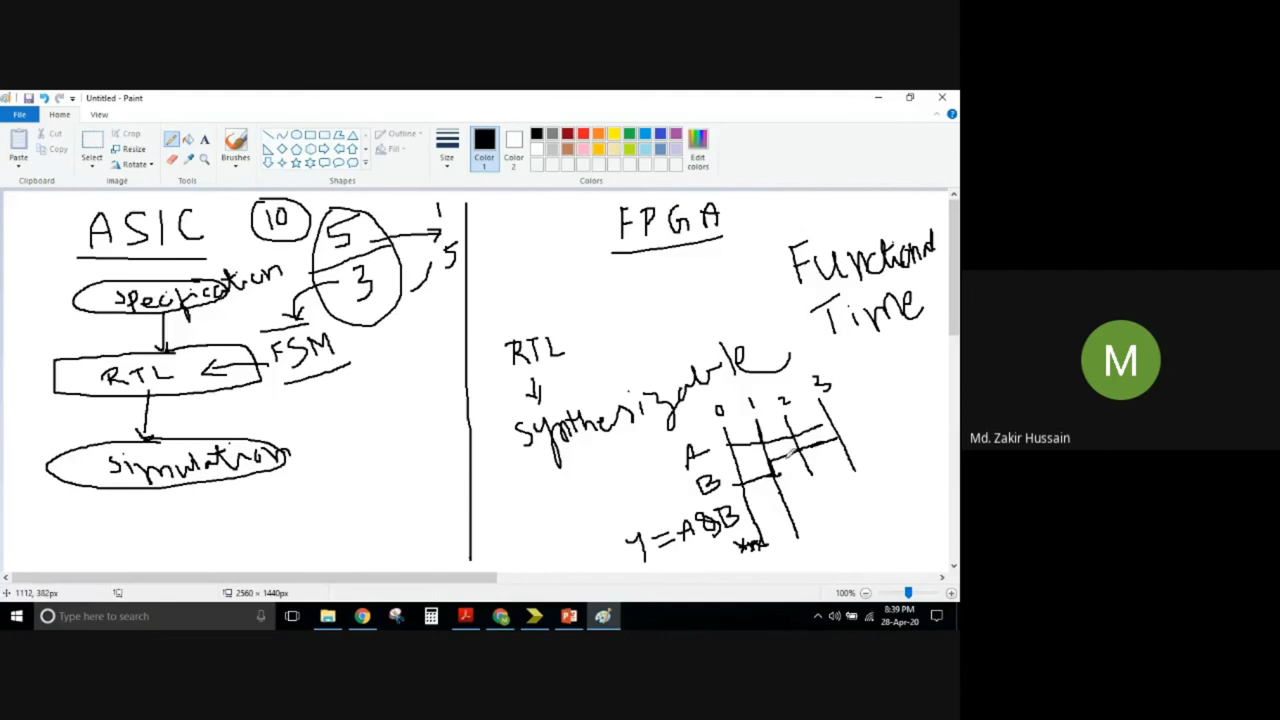 Untitled - Paint
File
Home
View
Paste
Cut
Copy
Clipboard
Select
Crop
Resize
Rotate
Image
Tools
Brushes
Shapes
Outline
Fill
Size
Color 1
Color 2
Edit colors
Colors
ASIC
10
5
1
3
, 5
specification
FSM
RTL
simulation
FPGA
Functional
Time
RTL
synthesizable
0 1 2 3
A
B
Y = A & B
1112, 382px
2560 × 1440px
100%
Type here to search
8:39 PM
28-Apr-20
M
Md. Zakir Hussain